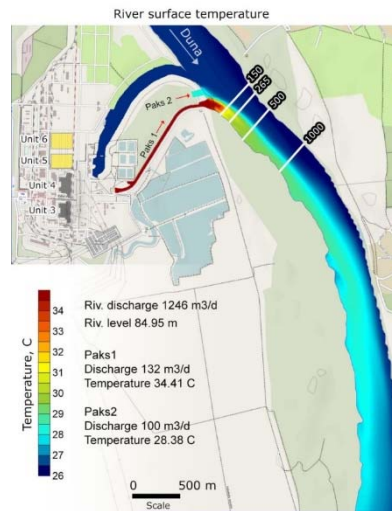 River surface temperature
Duna
150
265
500
1000
Paks 2
Paks 1
Unit 6
Unit 5
Unit 4
Unit 3
Temperature, C
34
33
32
31
30
29
28
27
26
Riv. discharge 1246 m3/d
Riv. level 84.95 m
Paks1
Discharge 132 m3/d
Temperature 34.41 C
Paks2
Discharge 100 m3/d
Temperature 28.38 C
0 500 m
Scale